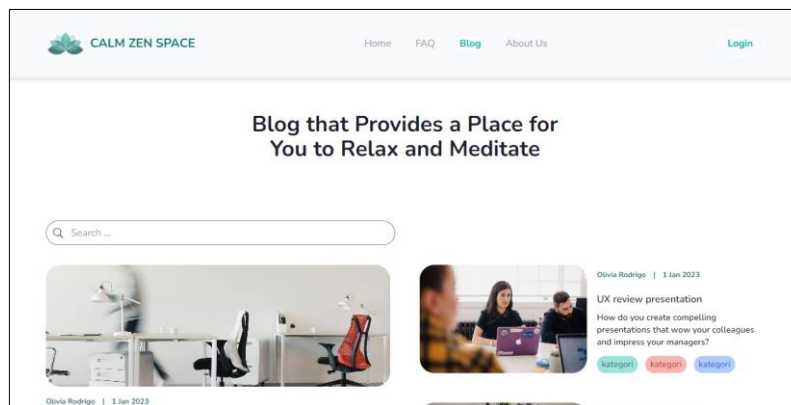 CALM ZEN SPACE
Home FAQ Blog About Us
Login
Blog that Provides a Place for
You to Relax and Meditate
Search ...
Olivia Rodrigo | 1 Jan 2023
UX review presentation
How do you create compelling
presentations that wow your colleagues
and impress your managers?
kategori kategori kategori
Olivia Rodrigo | 1 Jan 2023